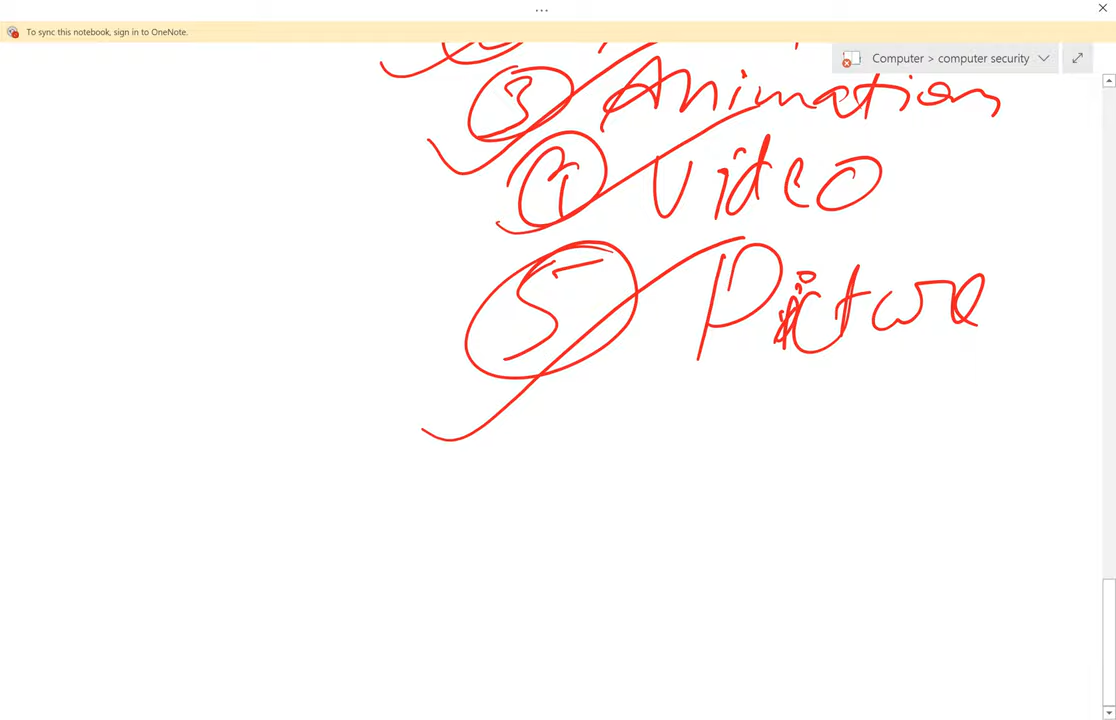 To sync this notebook, sign in to OneNote.
Computer > computer security
3 Animation
4 Video
5 Picture